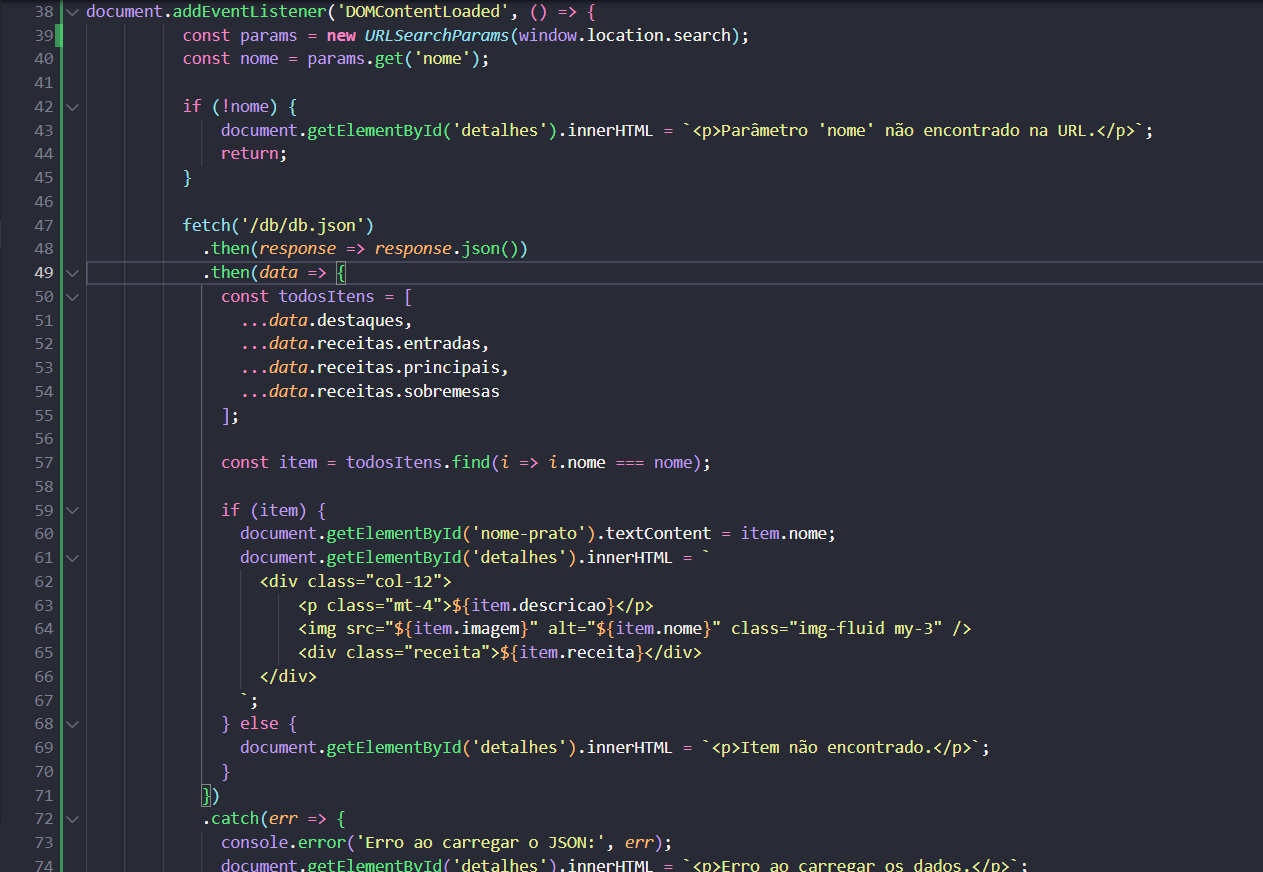 38 document.addEventListener('DOMContentLoaded', () => {
39 const params = new URLSearchParams(window.location.search);
40 const nome = params.get('nome');
41
42 if (!nome) {
43 document.getElementById('detalhes').innerHTML = `<p>Parâmetro 'nome' não encontrado na URL.</p>`;
44 return;
45 }
46
47 fetch('/db/db.json')
48 .then(response => response.json())
49 .then(data => {
50 const todosItens = [
51 ...data.destaques,
52 ...data.receitas.entradas,
53 ...data.receitas.principais,
54 ...data.receitas.sobremesas
55 ];
56
57 const item = todosItens.find(i => i.nome === nome);
58
59 if (item) {
60 document.getElementById('nome-prato').textContent = item.nome;
61 document.getElementById('detalhes').innerHTML = `
62 <div class="col-12">
63 <p class="mt-4">${item.descricao}</p>
64 <img src="${item.imagem}" alt="${item.nome}" class="img-fluid my-3" />
65 <div class="receita">${item.receita}</div>
66 </div>
67 `;
68 } else {
69 document.getElementById('detalhes').innerHTML = `<p>Item não encontrado.</p>`;
70 }
71 })
72 .catch(err => {
73 console.error('Erro ao carregar o JSON:', err);
74 document.getElementById('detalhes').innerHTML = `<p>Erro ao carregar os dados.</p>`;